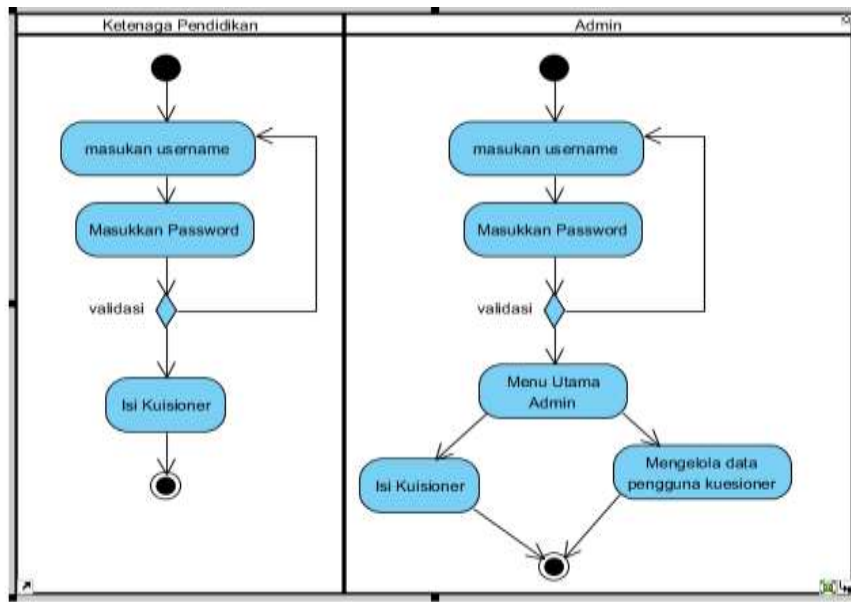 Ketenaga Pendidikan
masukan username
Masukkan Password
validasi
Isi Kuisioner
Admin
masukan username
Masukkan Password
validasi
Menu Utama
Admin
Isi Kuisioner
Mengelola data
pengguna kuesioner